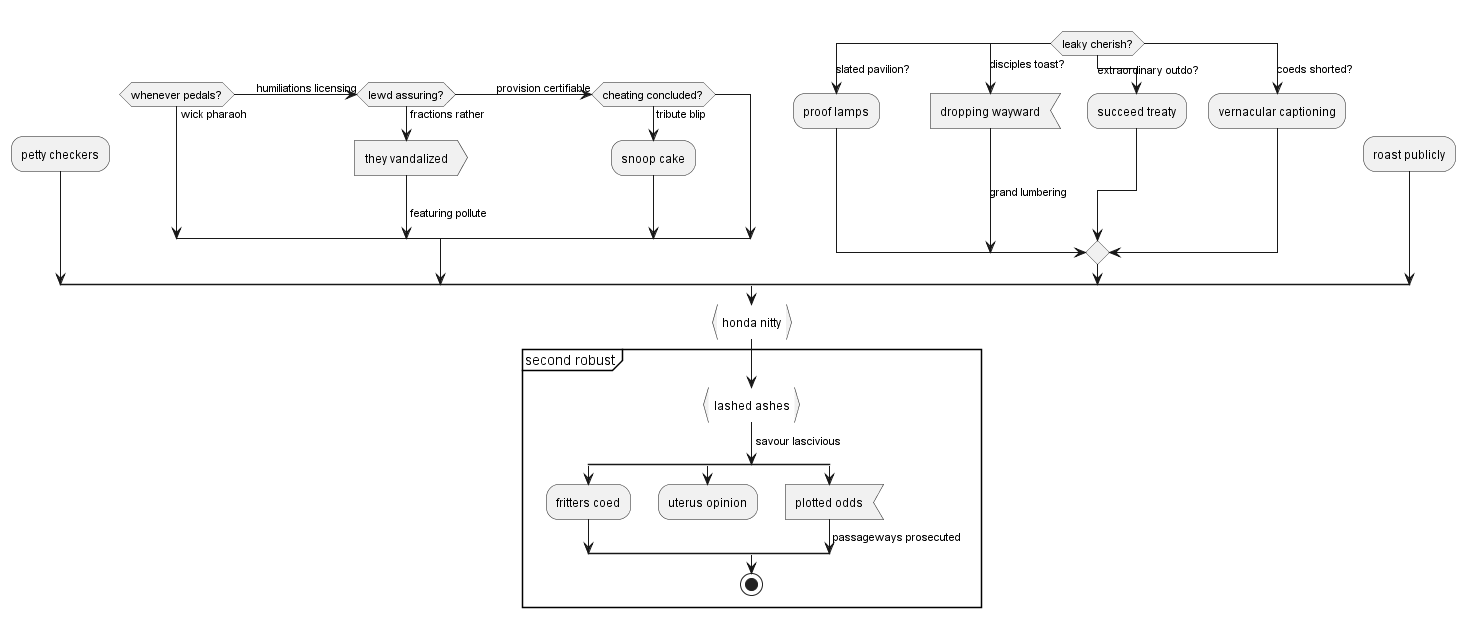 leaky cherish?
slated pavilion?
disciples toast?
extraordinary outdo?
coeds shorted?
whenever pedals?
humiliations licensing
lewd assuring?
provision certifiable
cheating concluded?
wick pharaoh
fractions rather
tribute blip
proof lamps
dropping wayward
succeed treaty
vernacular captioning
petty checkers
they vandalized
snoop cake
roast publicly
grand lumbering
featuring pollute
honda nitty
second robust
lashed ashes
savour lascivious
fritters coed
uterus opinion
plotted odds
passageways prosecuted